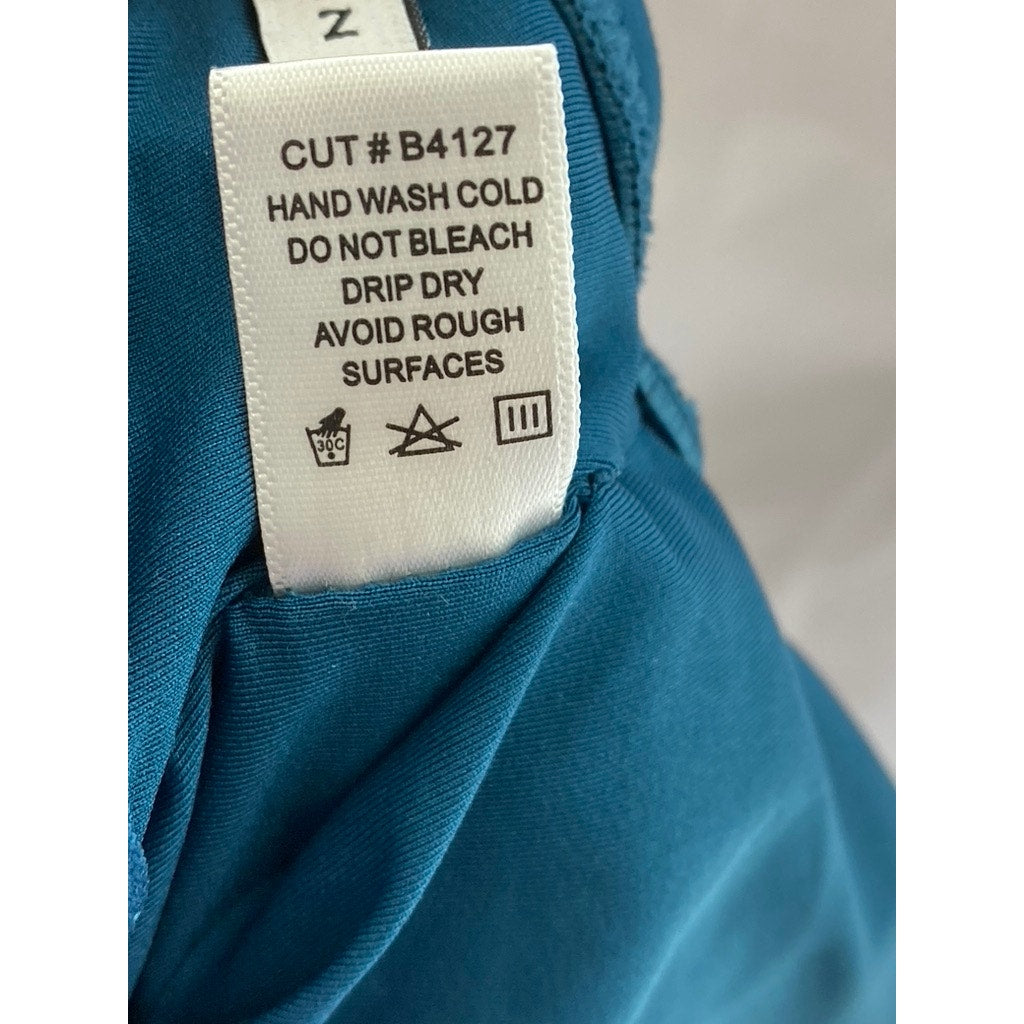 CUT # B4127
HAND WASH COLD
DO NOT BLEACH
DRIP DRY
AVOID ROUGH
SURFACES
30C